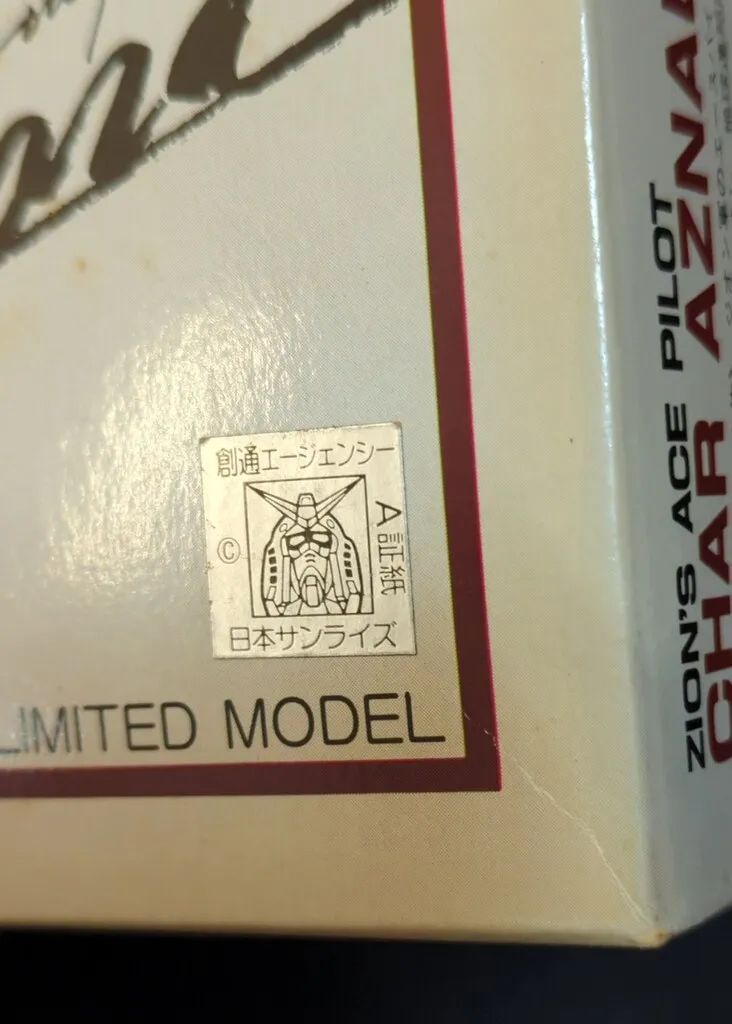 創通エージェンシー
©
A証紙
日本サンライズ
LIMITED MODEL
ZION'S ACE PILOT
CHAR AZNA